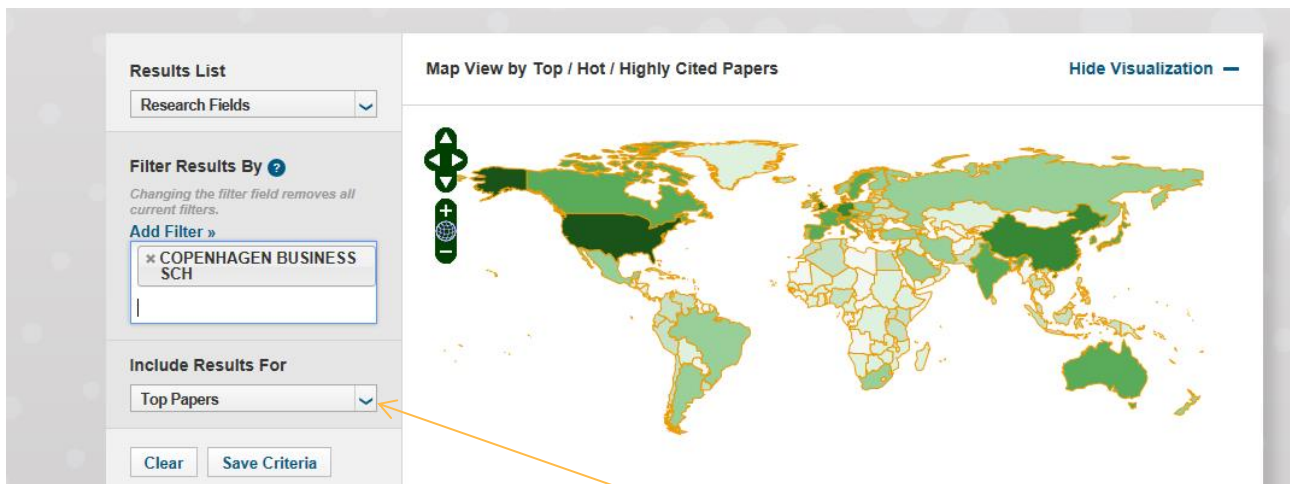 Results List
Research Fields
Filter Results By ?
Changing the filter field removes all
current filters.
Add Filter »
× COPENHAGEN BUSINESS
SCH
Include Results For
Top Papers
Clear Save Criteria
Map View by Top / Hot / Highly Cited Papers
Hide Visualization —
+
−